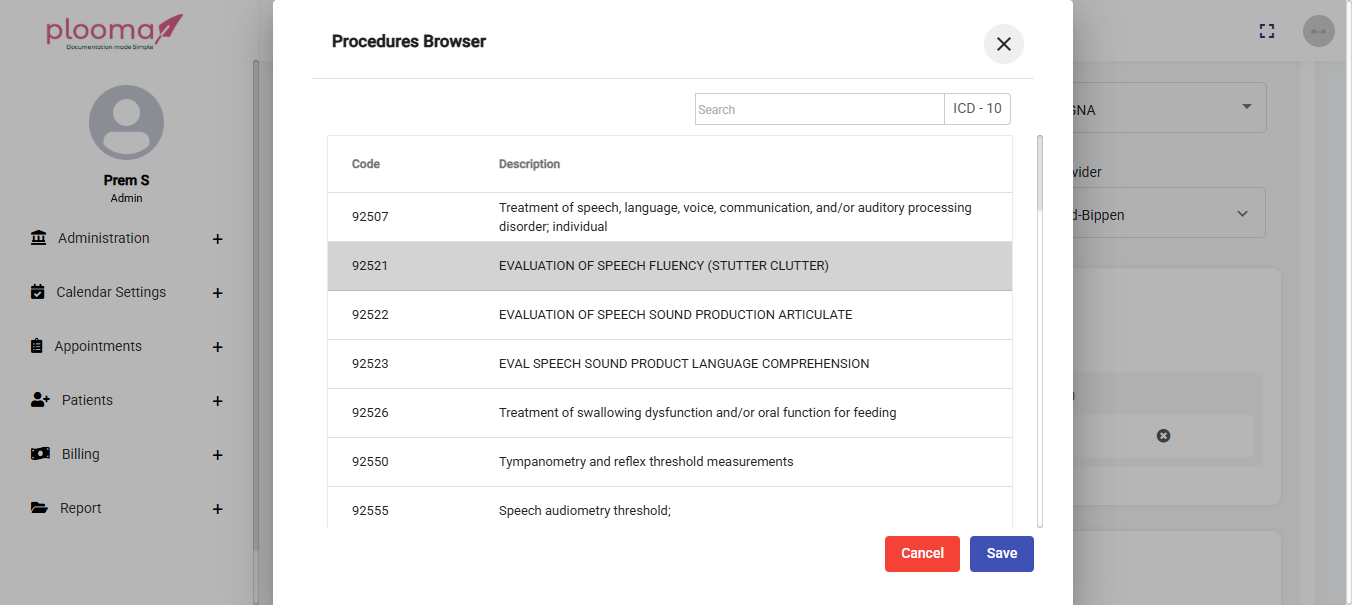 plooma
Documentation made Simple
Prem S
Admin
Administration
Calendar Settings
Appointments
Patients
Billing
Report
Procedures Browser
Search
ICD - 10
Code
Description
92507
Treatment of speech, language, voice, communication, and/or auditory processing
disorder; individual
92521
EVALUATION OF SPEECH FLUENCY (STUTTER CLUTTER)
92522
EVALUATION OF SPEECH SOUND PRODUCTION ARTICULATE
92523
EVAL SPEECH SOUND PRODUCT LANGUAGE COMPREHENSION
92526
Treatment of swallowing dysfunction and/or oral function for feeding
92550
Tympanometry and reflex threshold measurements
92555
Speech audiometry threshold;
Cancel
Save
GNA
vider
d-Bippen